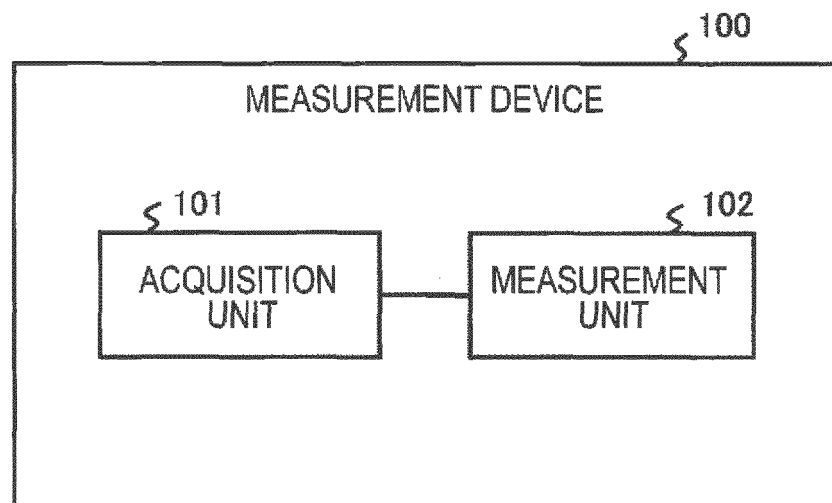 100
MEASUREMENT DEVICE
101
102
ACQUISITION
UNIT
MEASUREMENT
UNIT